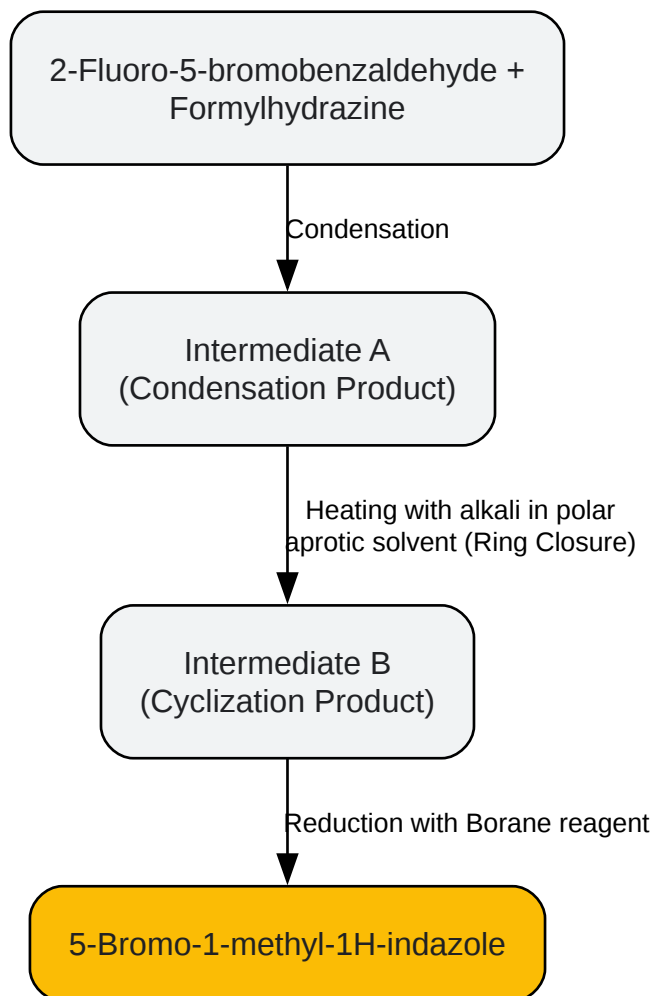 2-Fluoro-5-bromobenzaldehyde +
Formylhydrazine
Condensation
Intermediate A
(Condensation Product)
Heating with alkali in polar
aprotic solvent (Ring Closure)
Intermediate B
(Cyclization Product)
Reduction with Borane reagent
5-Bromo-1-methyl-1H-indazole